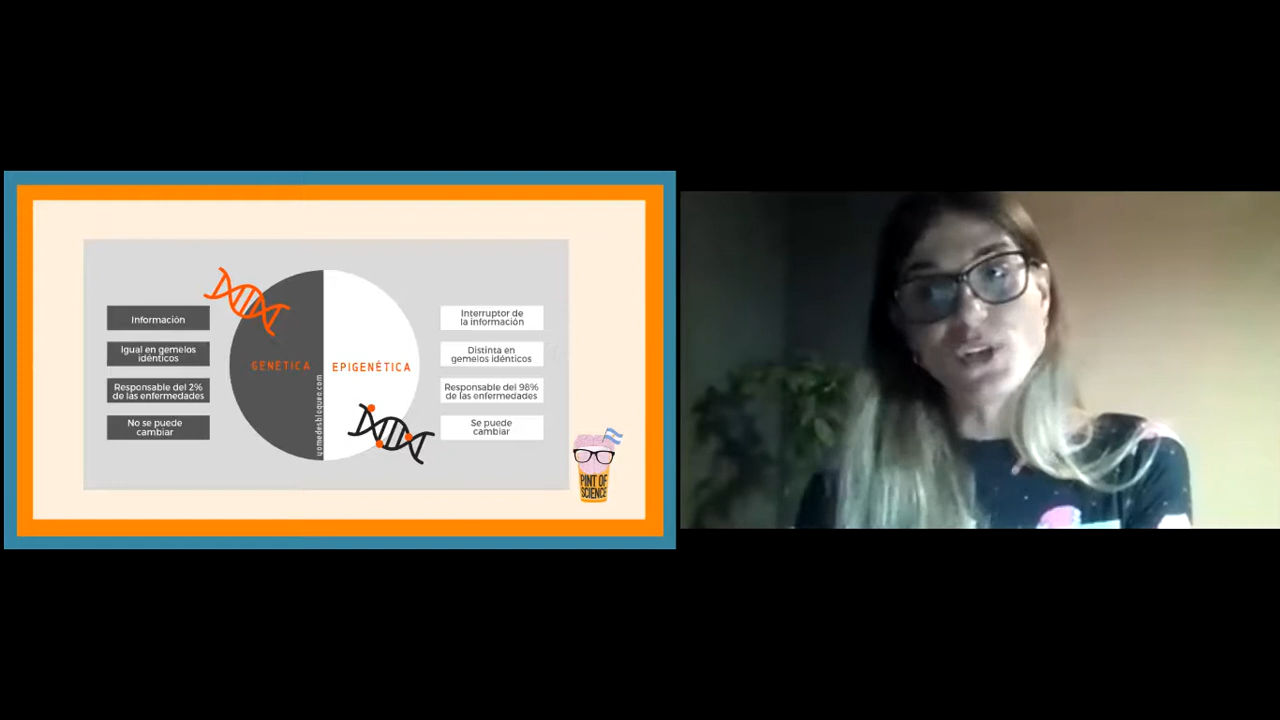 Información
Igual en gemelos
idénticos
Responsable del 2%
de las enfermedades
No se puede
cambiar
GENÉTICA
EPIGENÉTICA
yomedesbloqueo.com
Interruptor de
la información
Distinta en
gemelos idénticos
Responsable del 98%
de las enfermedades
Se puede
cambiar
PINT OF
SCIENCE